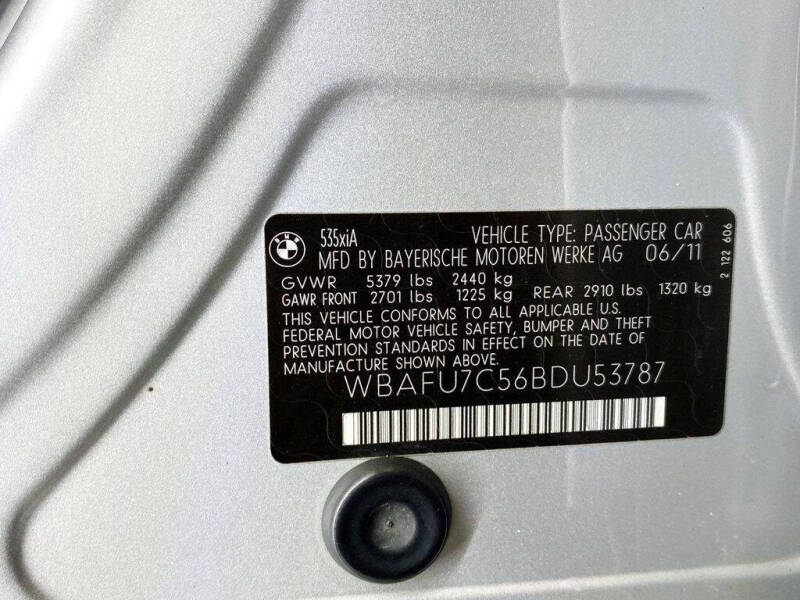 BMW
535xiA VEHICLE TYPE: PASSENGER CAR
MFD BY BAYERISCHE MOTOREN WERKE AG 06/11
GVWR 5379 lbs 2440 kg
GAWR FRONT 2701 lbs 1225 kg REAR 2910 lbs 1320 kg
THIS VEHICLE CONFORMS TO ALL APPLICABLE U.S.
FEDERAL MOTOR VEHICLE SAFETY, BUMPER AND THEFT
PREVENTION STANDARDS IN EFFECT ON THE DATE OF
MANUFACTURE SHOWN ABOVE.
WBAFU7C56BDU53787
2 122 606